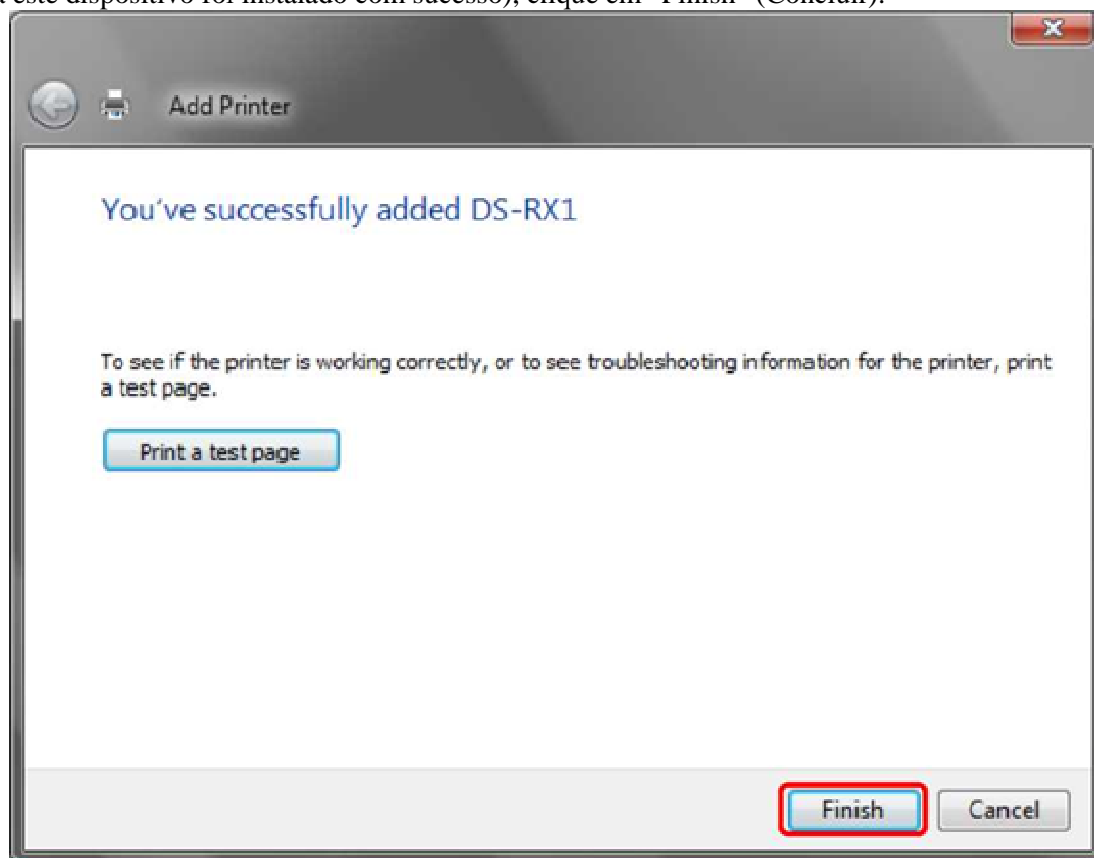 este dispositivo foi instalado com sucesso), clique em "Finish" (Concluir).
Add Printer
You've successfully added DS-RX1
To see if the printer is working correctly, or to see troubleshooting information for the printer, print
a test page.
Print a test page
Finish
Cancel